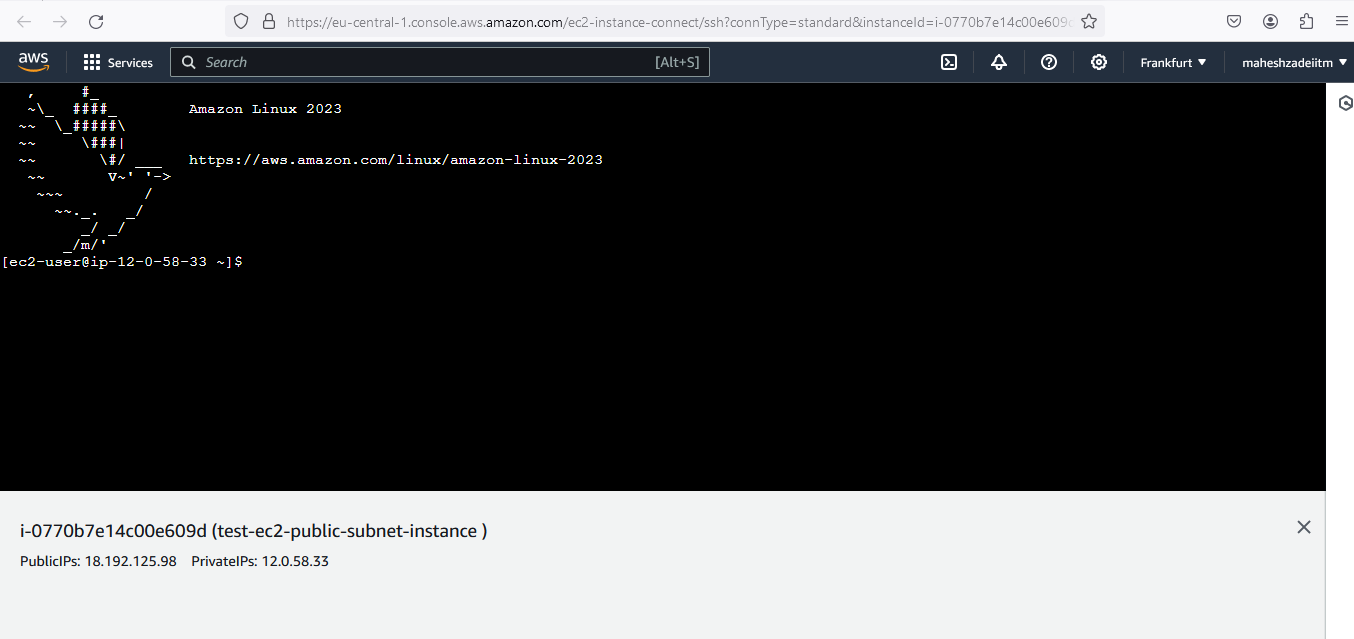 https://eu-central-1.console.aws.amazon.com/ec2-instance-connect/ssh?connType=standard&instanceId=i-0770b7e14c00e609d
aws Services Search [Alt+S] Frankfurt maheshzadeiitm
   ,     #_
   ~\_  ####_        Amazon Linux 2023
  ~~  \_#####\
  ~~     \###|
  ~~       \#/ ___   https://aws.amazon.com/linux/amazon-linux-2023
   ~~       V~' '->
    ~~~         /
      ~~._.   _/
         _/ _/
       _/m/'
[ec2-user@ip-12-0-58-33 ~]$
i-0770b7e14c00e609d (test-ec2-public-subnet-instance )
PublicIPs: 18.192.125.98 PrivateIPs: 12.0.58.33